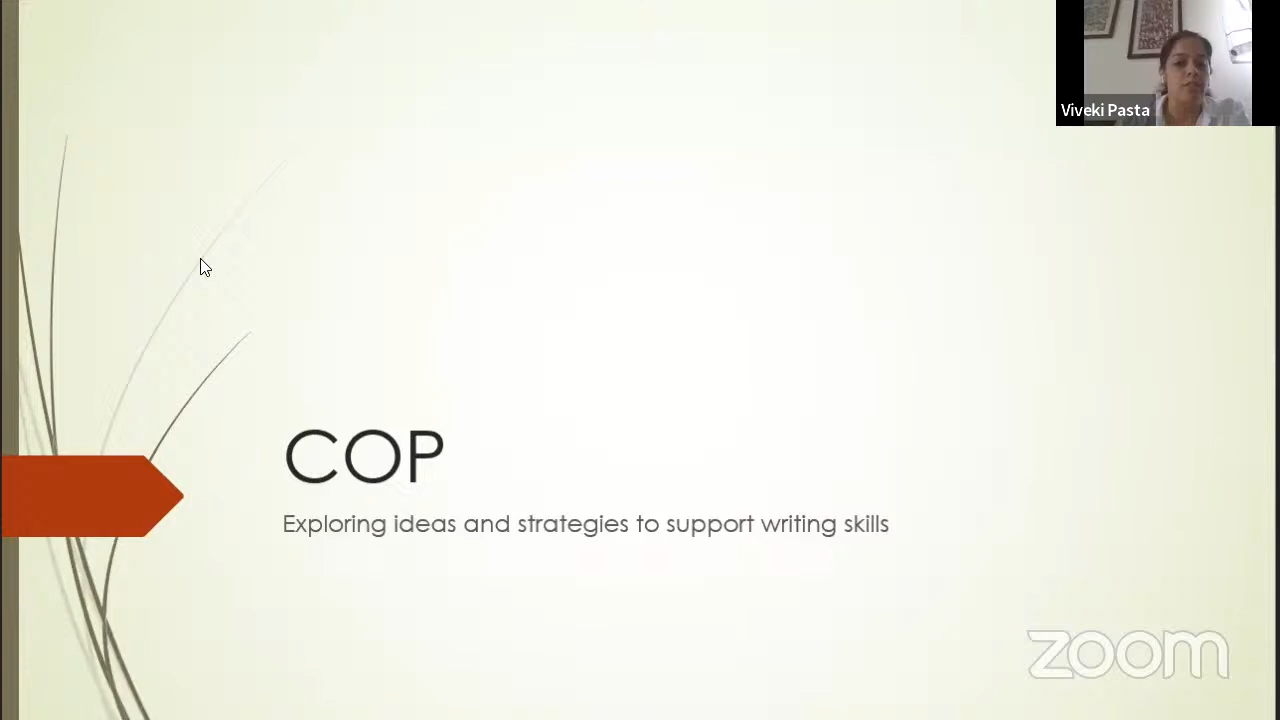 Viveki Pasta
COP
Exploring ideas and strategies to support writing skills
zoom